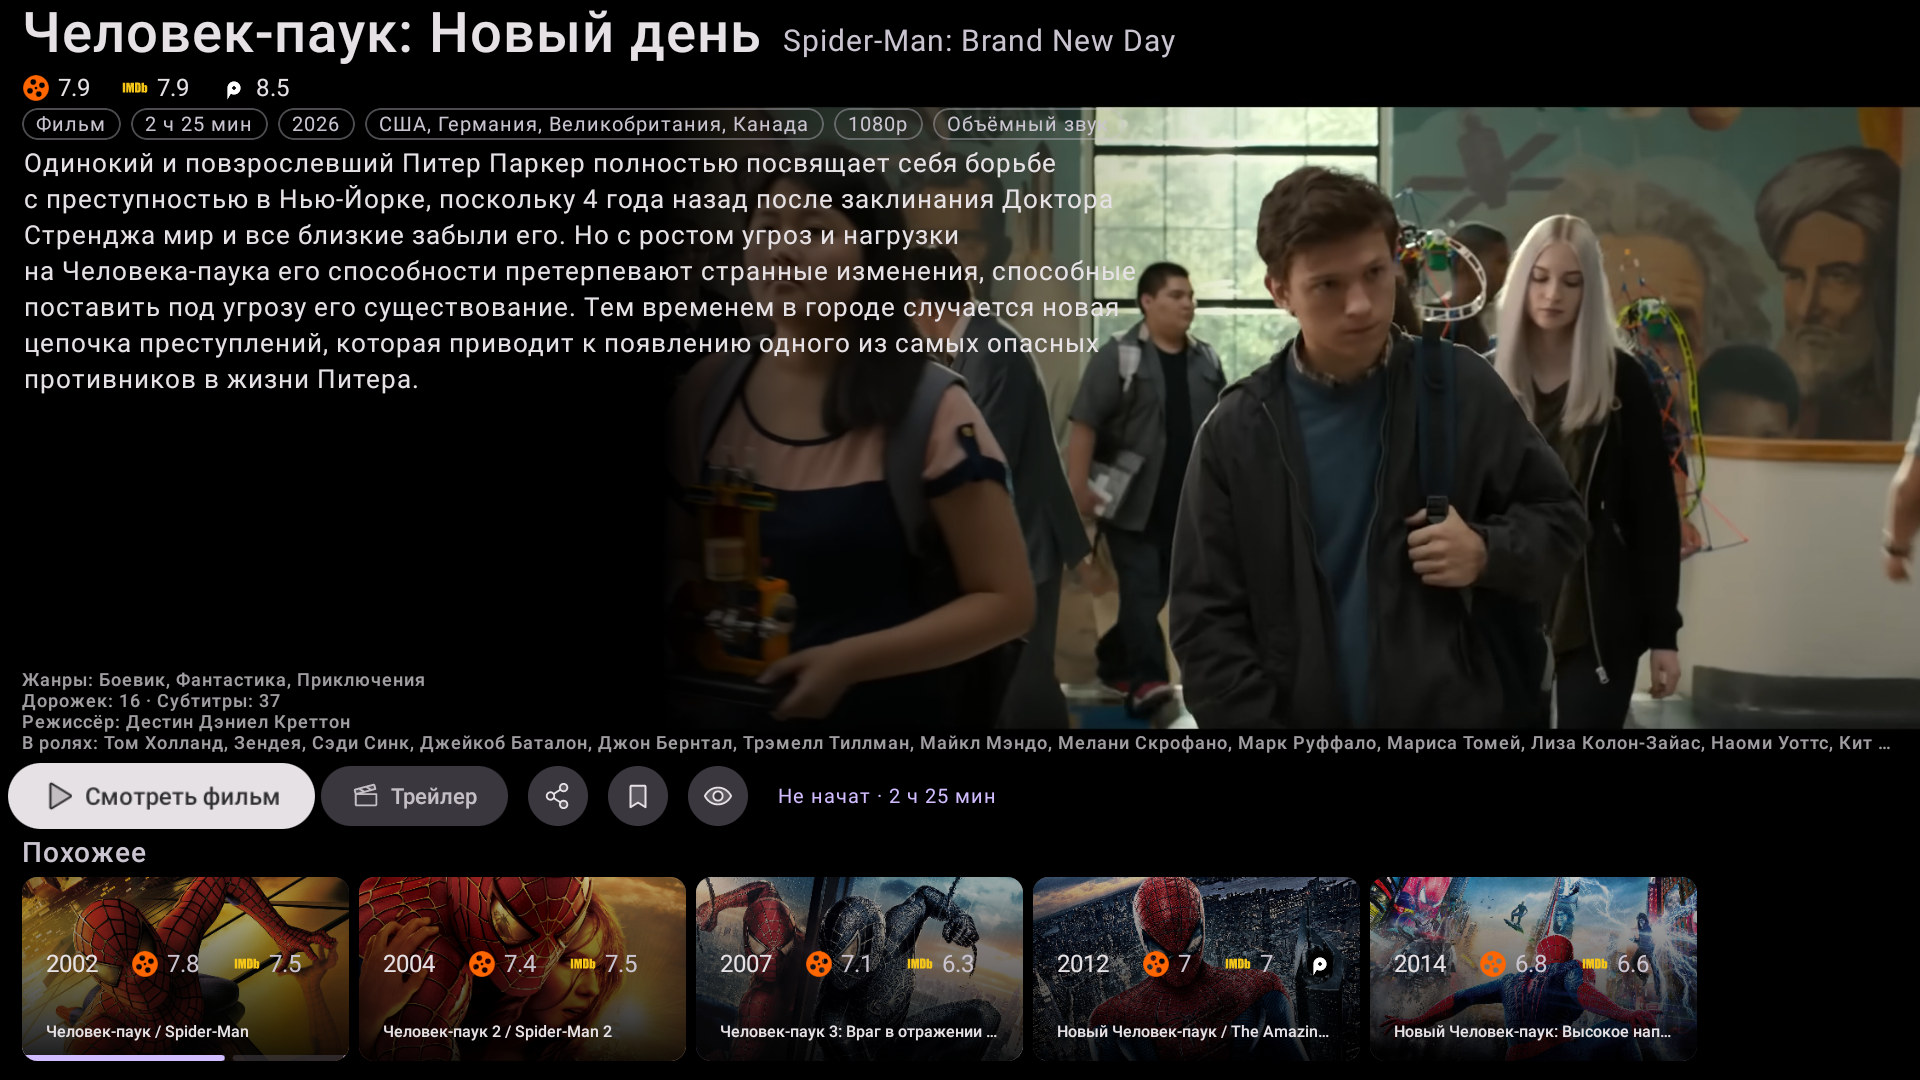 Человек-паук: Новый день Spider-Man: Brand New Day
7.9 IMDb 7.9 8.5
Фильм 2 ч 25 мин 2026 США, Германия, Великобритания, Канада 1080p Объёмный зву
Одинокий и повзрослевший Питер Паркер полностью посвящает себя борьбе
с преступностью в Нью-Йорке, поскольку 4 года назад после заклинания Доктора
Стренджа мир и все близкие забыли его. Но с ростом угроз и нагрузки
на Человека-паука его способности претерпевают странные изменения, способные
поставить под угрозу его существование. Тем временем в городе случается новая
цепочка преступлений, которая приводит к появлению одного из самых опасных
противников в жизни Питера.
Жанры: Боевик, Фантастика, Приключения
Дорожек: 16 · Субтитры: 37
Режиссёр: Дестин Дэниел Креттон
В ролях: Том Холланд, Зендея, Сэди Синк, Джейкоб Баталон, Джон Бернтал, Трэмелл Тиллман, Майкл Мэндо, Мелани Скрофано, Марк Руффало, Мариса Томей, Лиза Колон-Зайас, Наоми Уоттс, Кит ...
Смотреть фильм Трейлер Не начат · 2 ч 25 мин
Похожее
2002 7.8 IMDb 7.5
Человек-паук / Spider-Man
2004 7.4 IMDb 7.5
Человек-паук 2 / Spider-Man 2
2007 7.1 IMDb 6.3
Человек-паук 3: Враг в отражении ...
2012 7 IMDb 7
Новый Человек-паук / The Amazin...
2014 6.8 IMDb 6.6
Новый Человек-паук: Высокое нап...